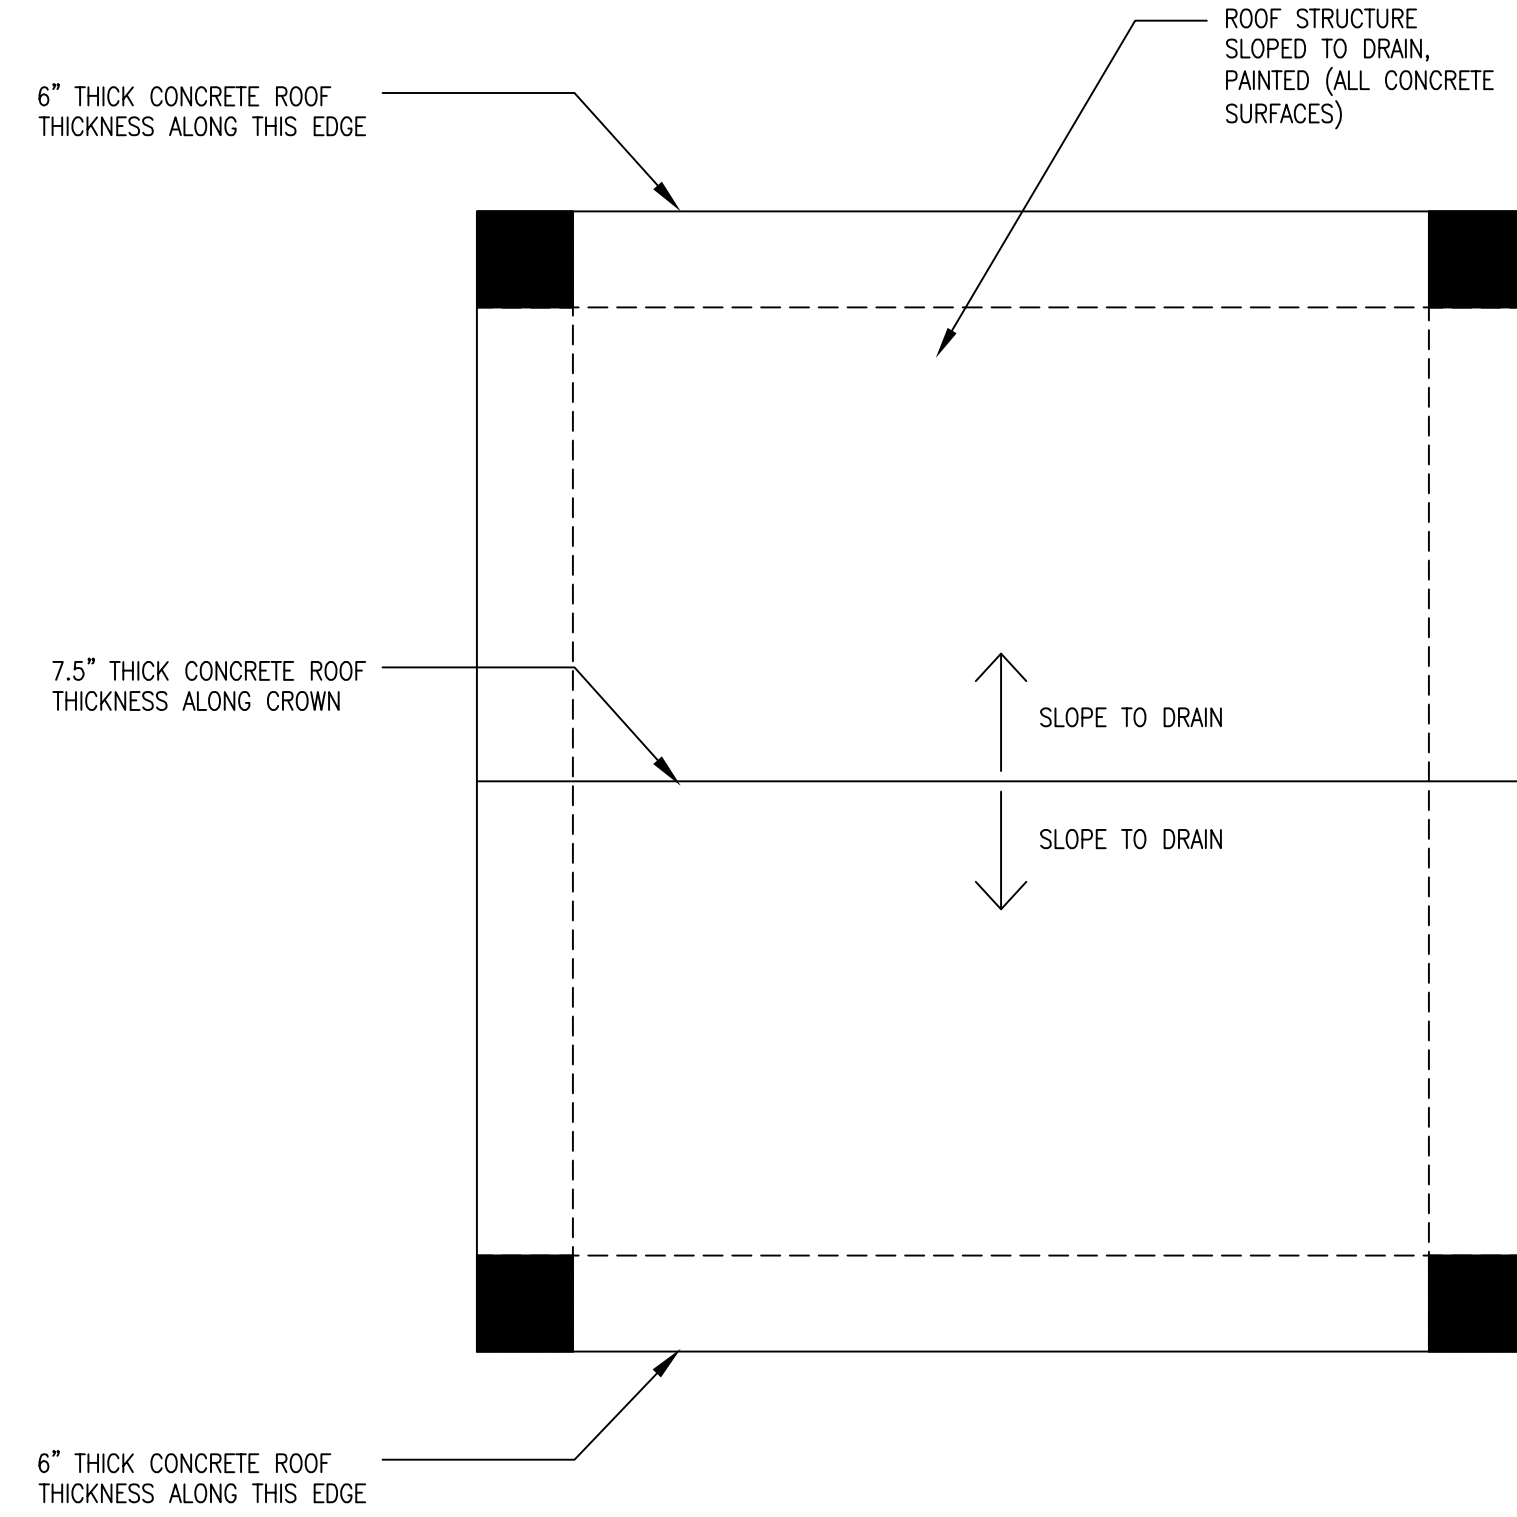 ROOF STRUCTURE
SLOPED TO DRAIN,
PAINTED (ALL CONCRETE
SURFACES)
6" THICK CONCRETE ROOF
THICKNESS ALONG THIS EDGE
7.5" THICK CONCRETE ROOF
THICKNESS ALONG CROWN
SLOPE TO DRAIN
SLOPE TO DRAIN
6" THICK CONCRETE ROOF
THICKNESS ALONG THIS EDGE